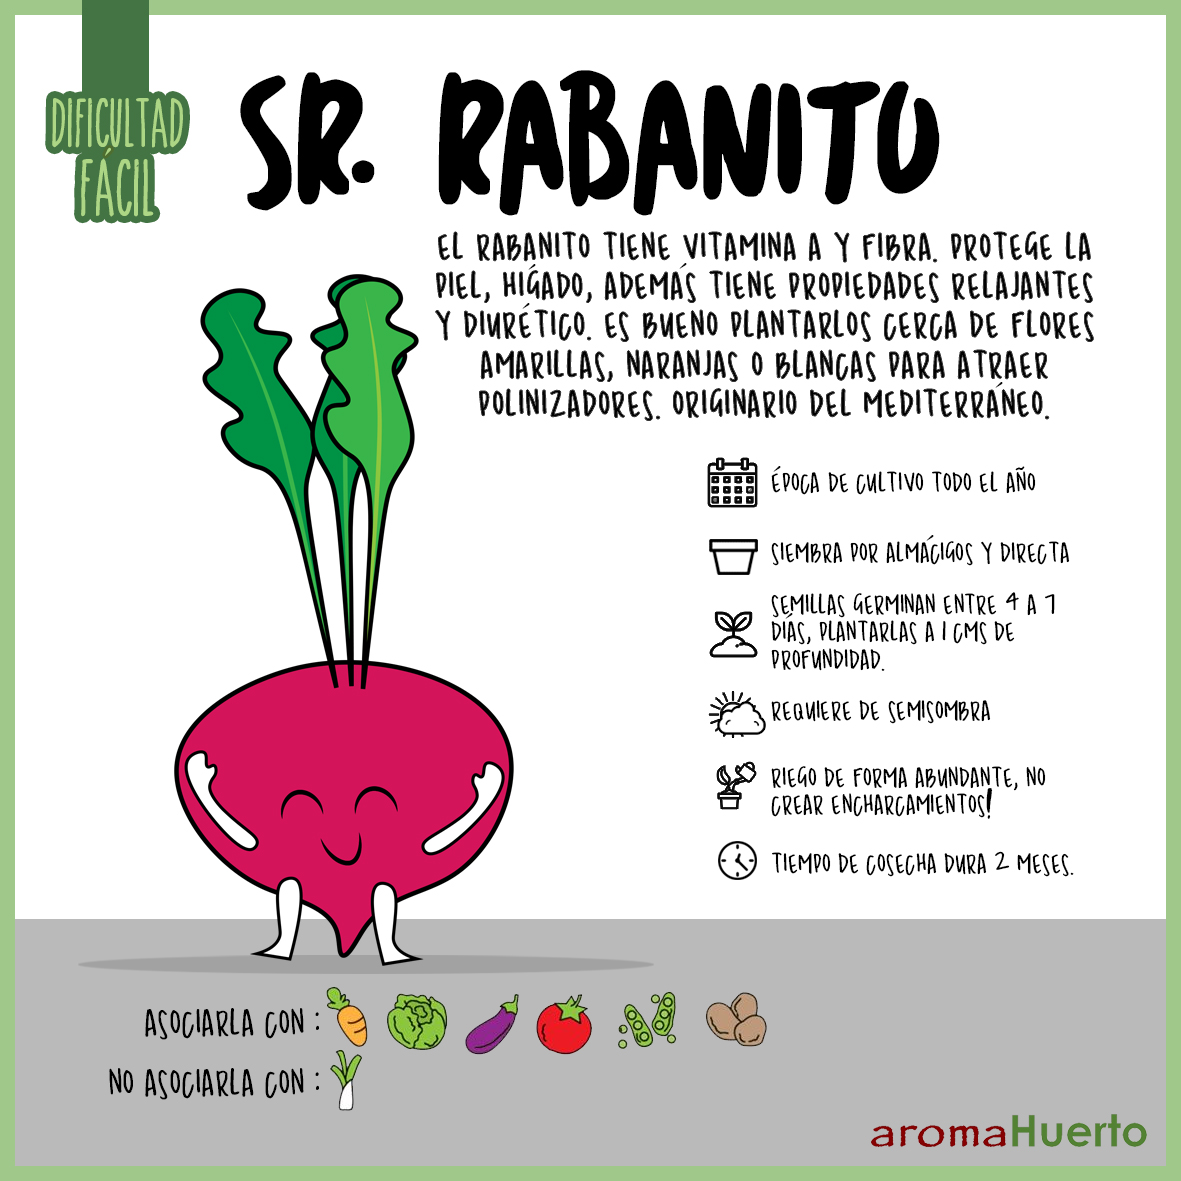 DIFICULTAD
FÁCIL
SR. RABANITO
EL RABANITO TIENE VITAMINA A Y FIBRA. PROTEGE LA
PIEL, HÍGADO, ADEMÁS TIENE PROPIEDADES RELAJANTES
Y DIURÉTICO. ES BUENO PLANTARLOS CERCA DE FLORES
AMARILLAS, NARANJAS O BLANCAS PARA ATRAER
POLINIZADORES. ORIGINARIO DEL MEDITERRÁNEO.
ÉPOCA DE CULTIVO TODO EL AÑO
SIEMBRA POR ALMÁCIGOS Y DIRECTA
SEMILLAS GERMINAN ENTRE 4 A 7
DÍAS, PLANTARLAS A 1 CMS DE
PROFUNDIDAD.
REQUIERE DE SEMISOMBRA
RIEGO DE FORMA ABUNDANTE, NO
CREAR ENCHARCAMIENTOS!
TIEMPO DE COSECHA DURA 2 MESES.
ASOCIARLA CON :
NO ASOCIARLA CON :
aromaHuerto